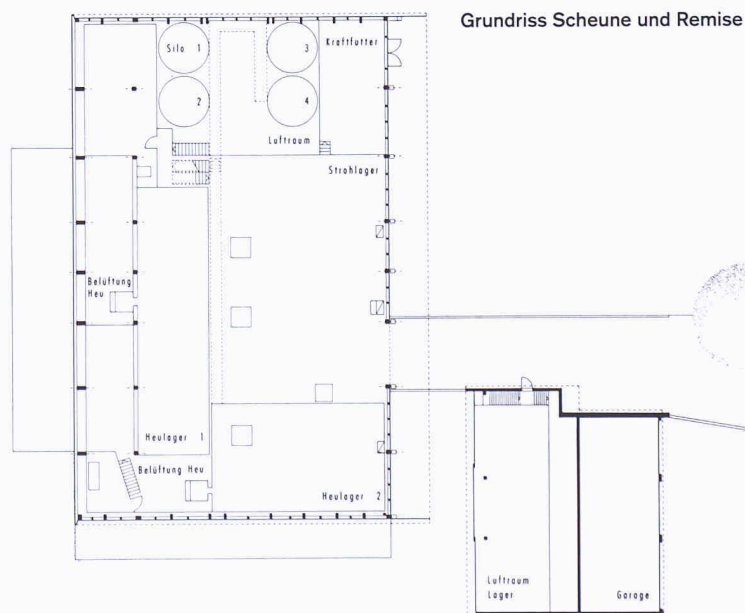 Grundriss Scheune und Remise
Silo 1
3
Kraftfutter
2
4
Luftraum
Strohlager
Belüftung
Heu
Heulager 1
Belüftung Heu
Heulager 2
Luftraum
Lager
Garage